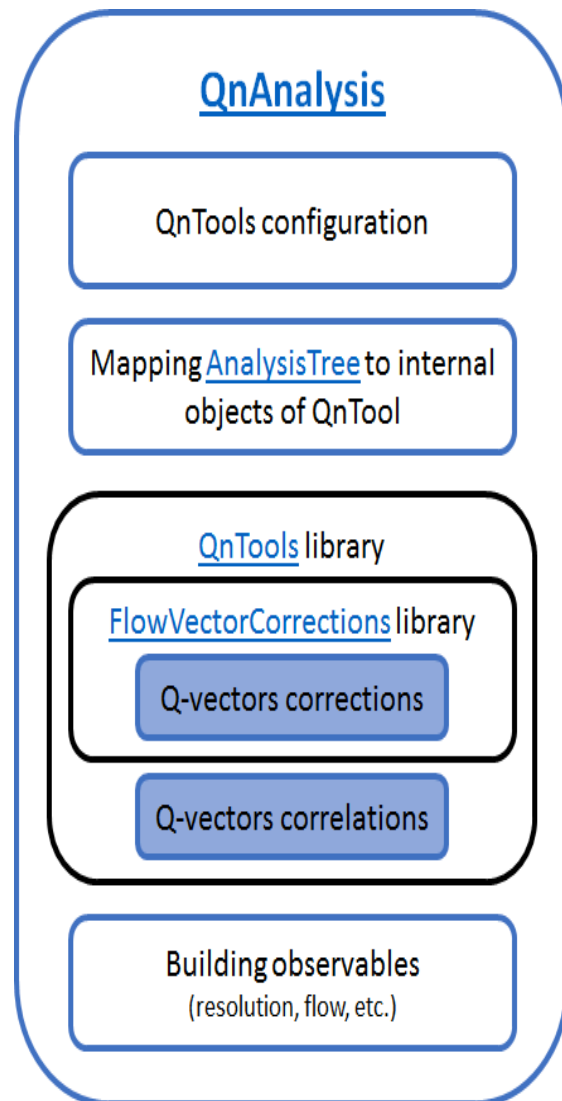 QnAnalysis
QnTools configuration
Mapping AnalysisTree to internal
objects of QnTool
QnTools library
FlowVectorCorrections library
Q-vectors corrections
Q-vectors correlations
Building observables
(resolution, flow, etc.)